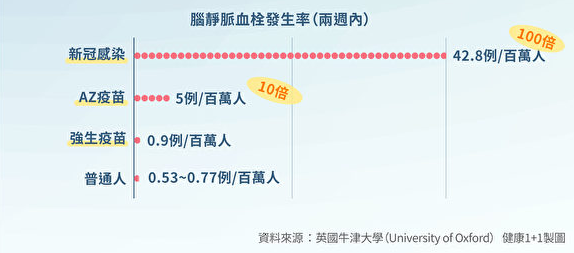 腦靜脈血栓發生率(兩週內)
100倍
新冠感染
42.8例/百萬人
AZ疫苗
5例/百萬人
10倍
強生疫苗
0.9例/百萬人
普通人
0.53~0.77例/百萬人
資料來源:英國牛津大學(University of Oxford) 健康1+1製圖